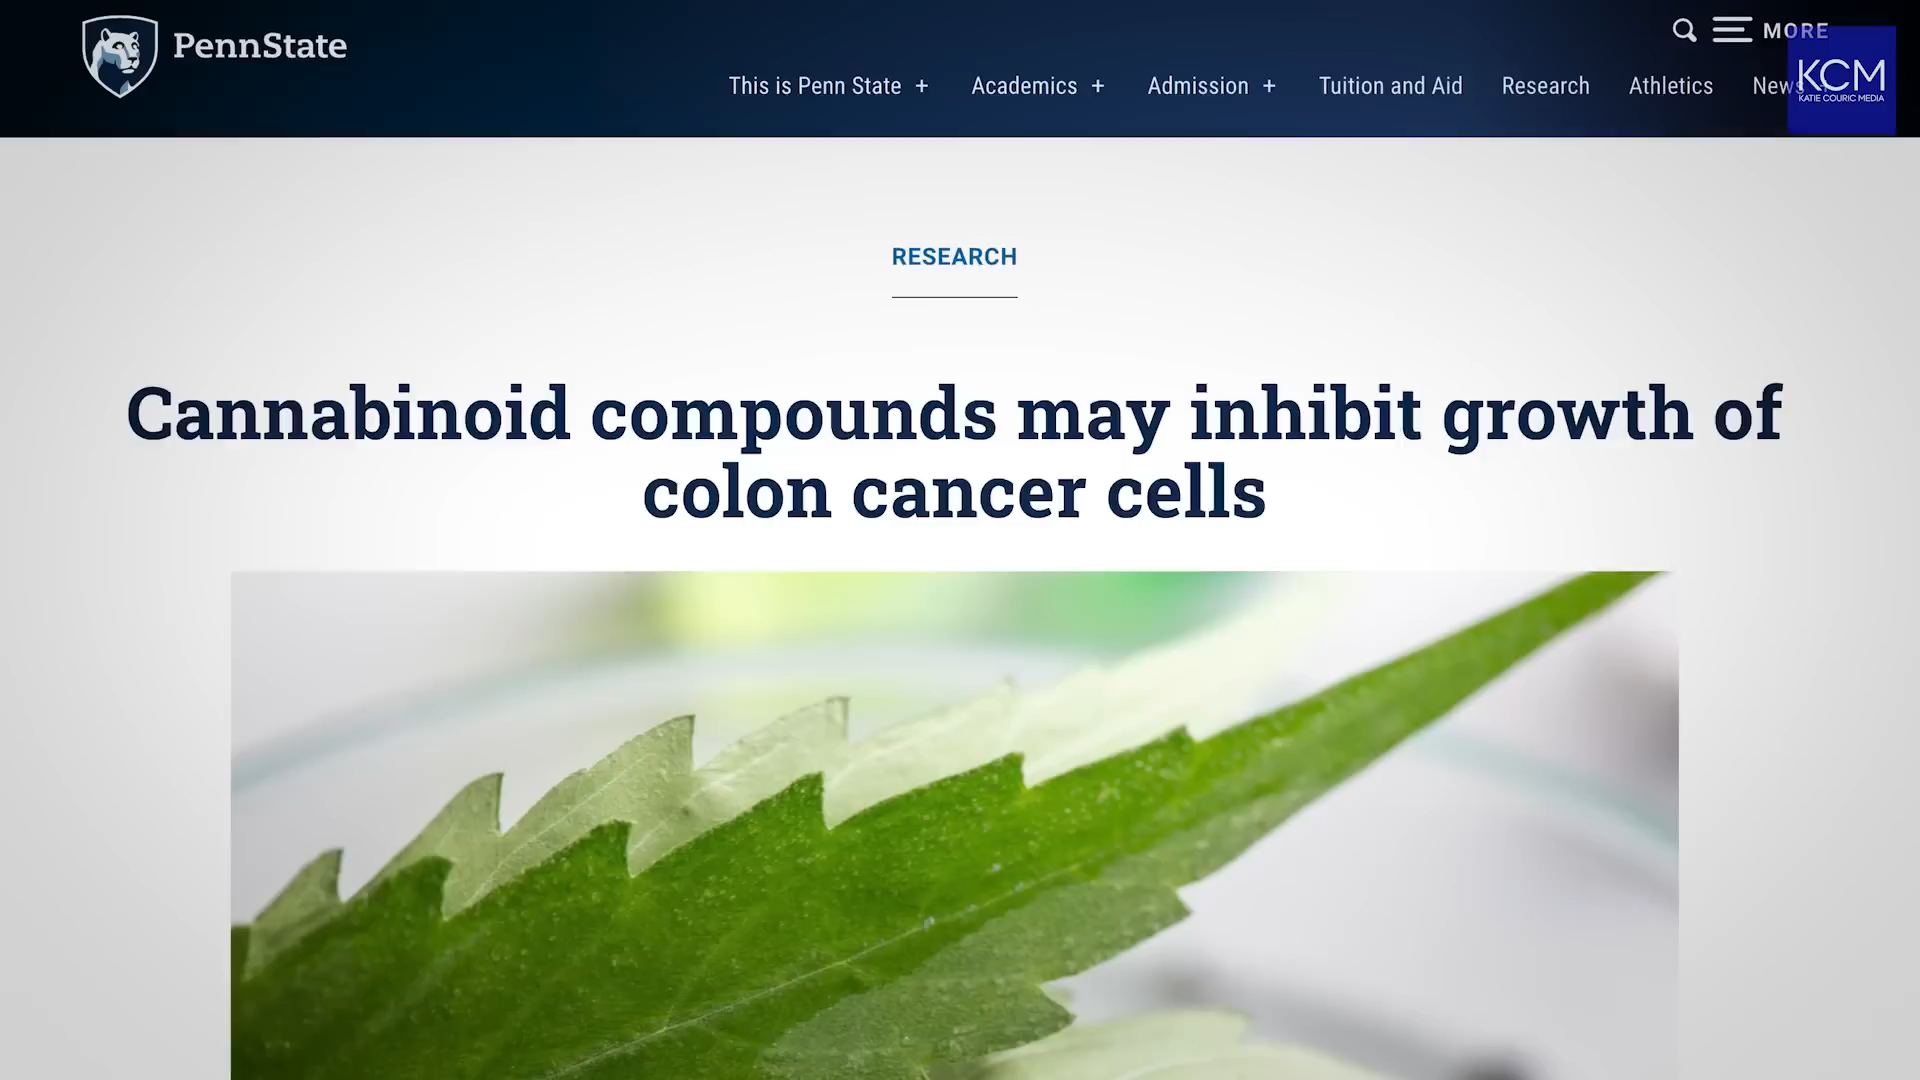 PennState
MORE
This is Penn State + Academics + Admission + Tuition and Aid Research Athletics News
KCM
KATIE COURIC MEDIA
RESEARCH
Cannabinoid compounds may inhibit growth of
colon cancer cells